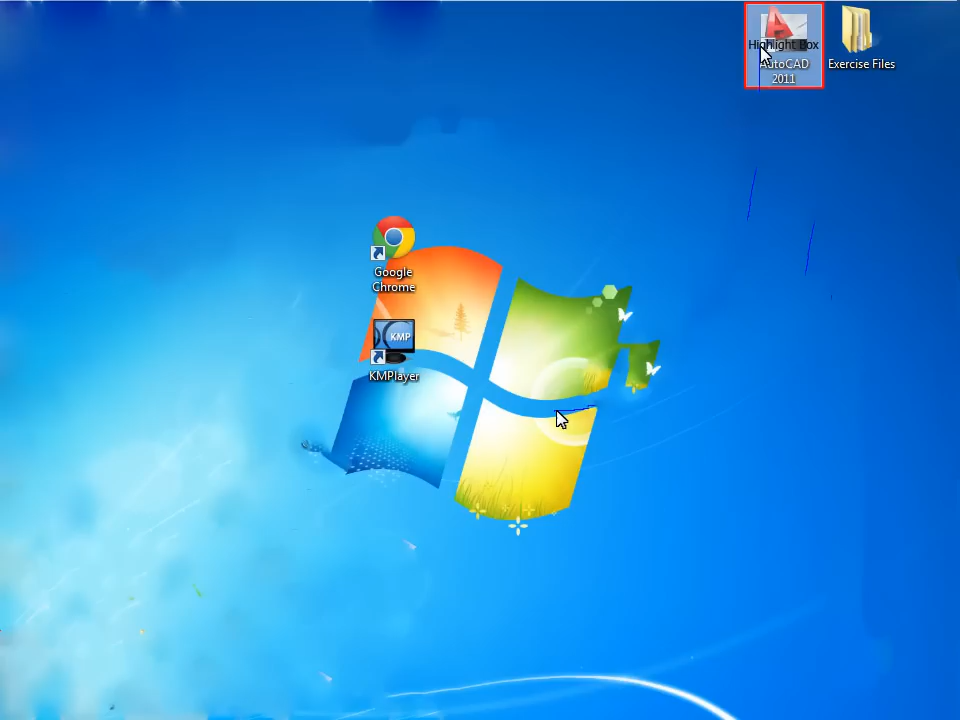 Highlight Box
AutoCAD
2011
Exercise Files
Google
Chrome
KMP
KMPlayer